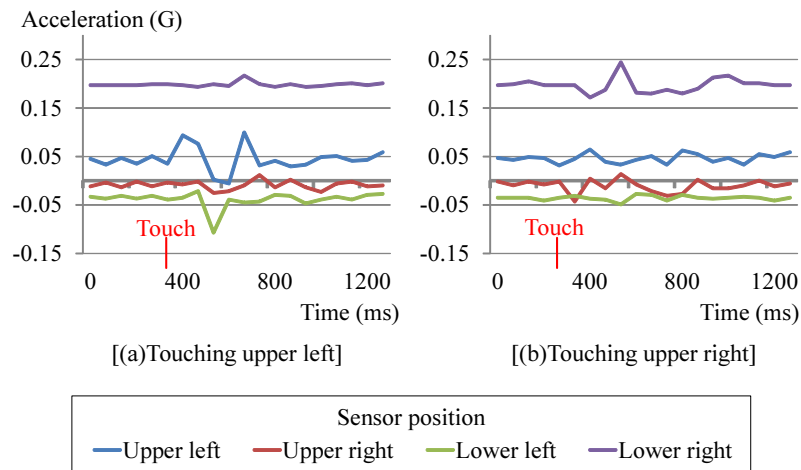 Acceleration (G)
0.25
0.15
0.05
-0.05
-0.15
Touch
0 400 800 1200
Time (ms)
[(a)Touching upper left]
0.25
0.15
0.05
-0.05
-0.15
Touch
0 400 800 1200
Time (ms)
[(b)Touching upper right]
Sensor position
Upper left Upper right Lower left Lower right